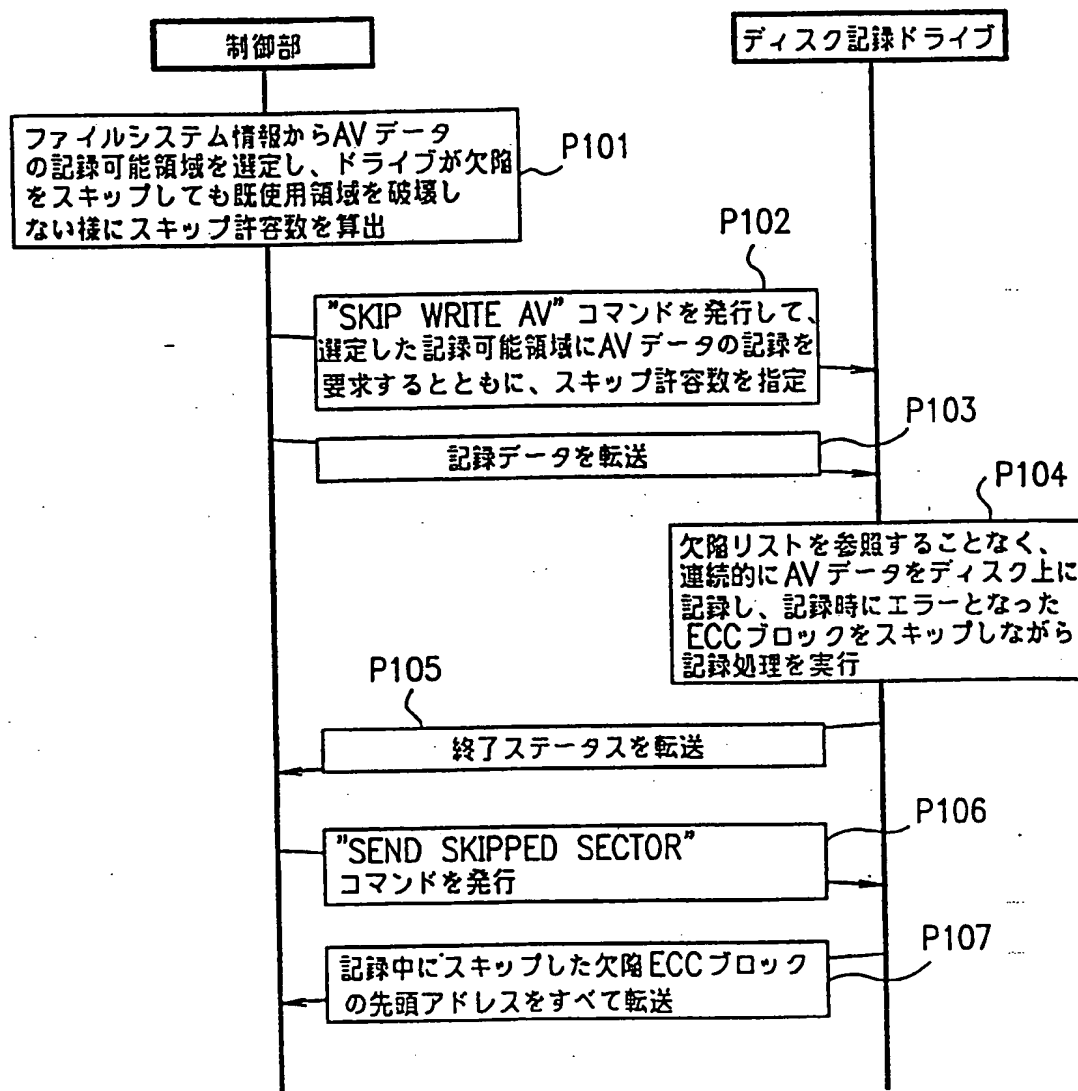 制御部
ディスク記録ドライブ
ファイルシステム情報からAVデータ
の記録可能領域を選定し、ドライブが欠陥
をスキップしても既使用領域を破壊し
ない様にスキップ許容数を算出
P101
P102
"SKIP WRITE AV" コマンドを発行して、
選定した記録可能領域にAVデータの記録を
要求するとともに、スキップ許容数を指定
P103
記録データを転送
P104
欠陥リストを参照することなく、
連続的にAVデータをディスク上に
記録し、記録時にエラーとなった
ECCブロックをスキップしながら
記録処理を実行
P105
終了ステータスを転送
P106
"SEND SKIPPED SECTOR"
コマンドを発行
P107
記録中にスキップした欠陥ECCブロック
の先頭アドレスをすべて転送